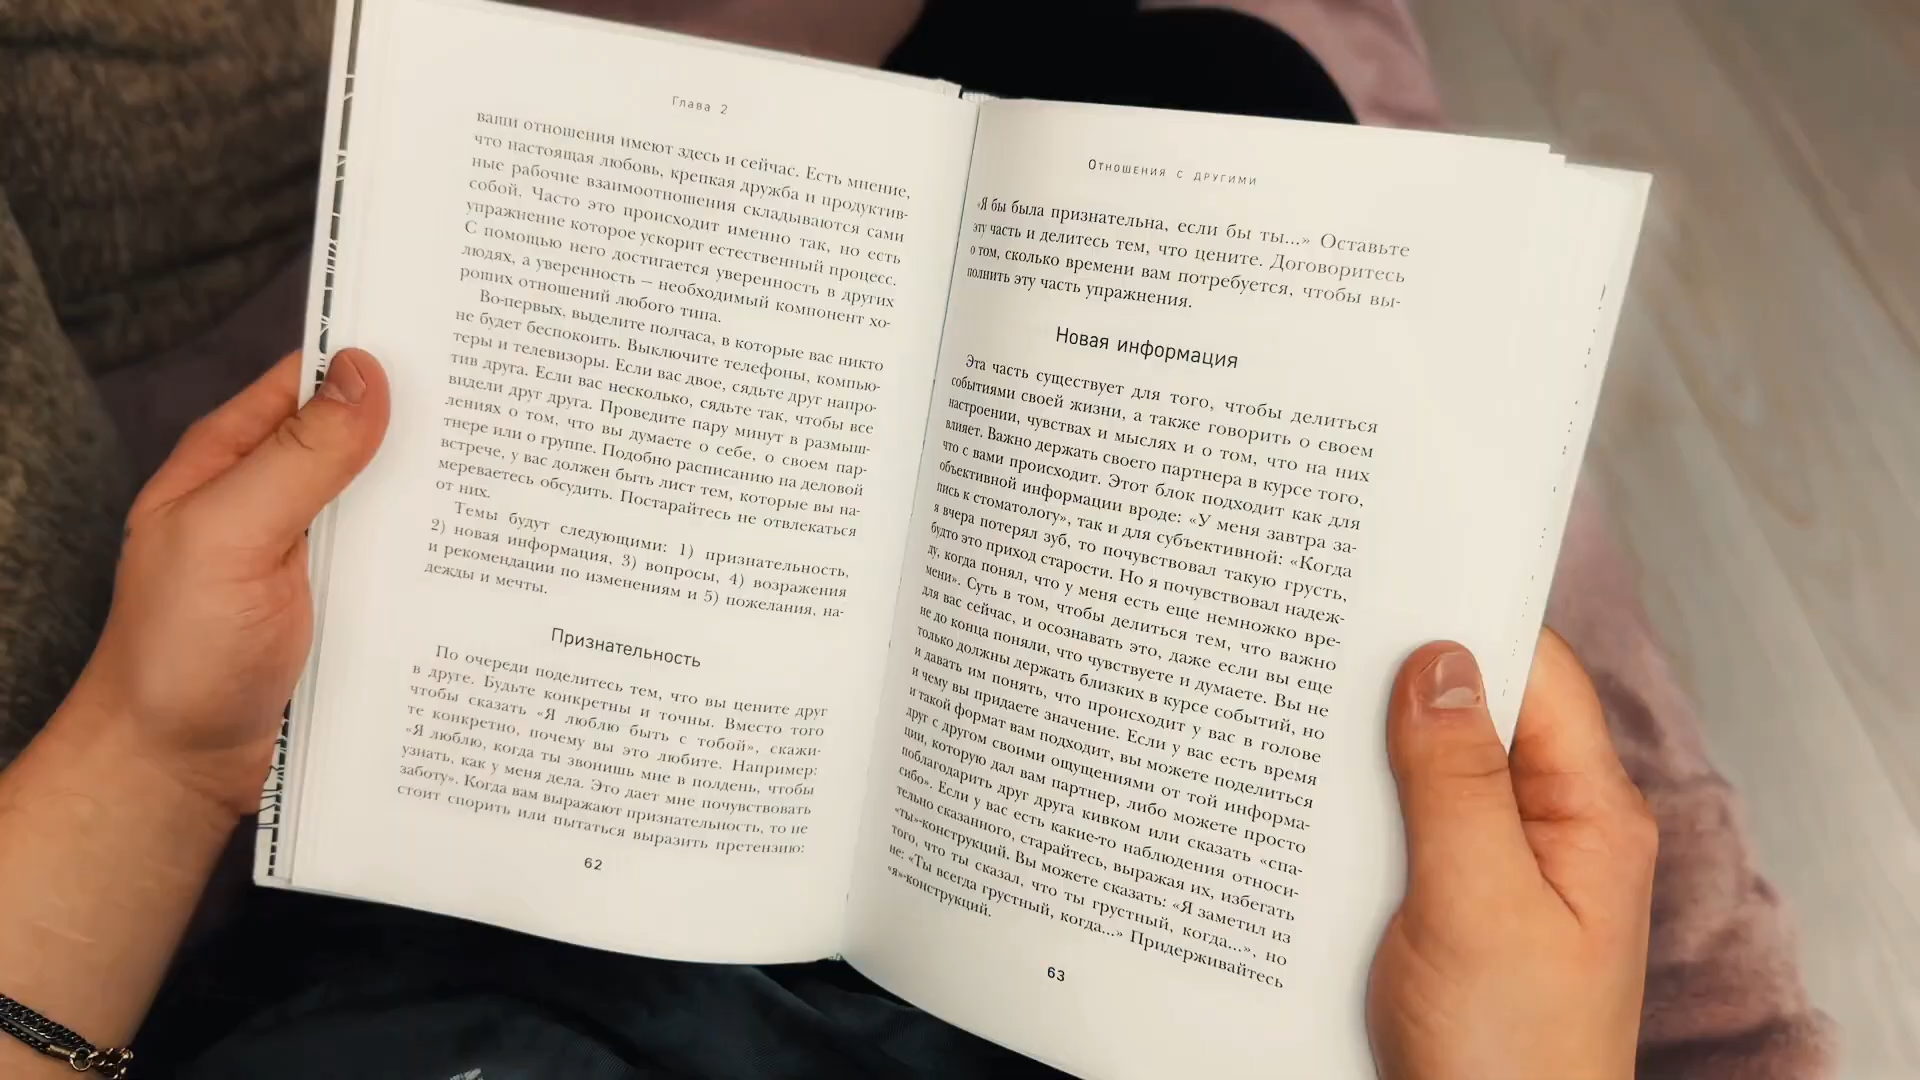 Глава 2
ваши отношения имеют здесь и сейчас. Есть мнение,
что настоящая любовь, крепкая дружба и продуктив-
ные рабочие взаимоотношения складываются сами
собой. Часто это происходит именно так, но есть
упражнение которое ускорит естественный процесс.
С помощью него достигается уверенность в других
людях, а уверенность — необходимый компонент хо-
роших отношений любого типа.
Во-первых, выделите полчаса, в которые вас никто
не будет беспокоить. Выключите телефоны, компью-
теры и телевизоры. Если вас двое, сядьте друг напро-
тив друга. Если вас несколько, сядьте так, чтобы все
видели друг друга. Проведите пару минут в размыш-
лениях о том, что вы думаете о себе, о своем пар-
тнере или о группе. Подобно расписанию на деловой
встрече, у вас должен быть лист тем, которые вы на-
мереваетесь обсудить. Постарайтесь не отвлекаться
от них.
Темы будут следующими: 1) признательность,
2) новая информация, 3) вопросы, 4) возражения
и рекомендации по изменениям и 5) пожелания, на-
дежды и мечты.
Признательность
По очереди поделитесь тем, что вы цените друг
в друге. Будьте конкретны и точны. Вместо того
чтобы сказать «Я люблю быть с тобой», скажи-
те конкретно, почему вы это любите. Например:
«Я люблю, когда ты звонишь мне в полдень, чтобы
узнать, как у меня дела. Это дает мне почувствовать
заботу». Когда вам выражают признательность, то не
стоит спорить или пытаться выразить претензию:
62
Отношения с другими
«Я бы была признательна, если бы ты...» Оставьте
эту часть и делитесь тем, что цените. Договоритесь
о том, сколько времени вам потребуется, чтобы вы-
полнить эту часть упражнения.
Новая информация
Эта часть существует для того, чтобы делиться
событиями своей жизни, а также говорить о своем
настроении, чувствах и мыслях и о том, что на них
влияет. Важно держать своего партнера в курсе того,
что с вами происходит. Этот блок подходит как для
объективной информации вроде: «У меня завтра за-
пись к стоматологу», так и для субъективной: «Когда
я вчера потерял зуб, то почувствовал такую грусть,
будто это приход старости. Но я почувствовал надеж-
ду, когда понял, что у меня есть еще немножко вре-
мени». Суть в том, чтобы делиться тем, что важно
для вас сейчас, и осознавать это, даже если вы еще
не до конца поняли, что чувствуете и думаете. Вы не
только должны держать близких в курсе событий, но
и давать им понять, что происходит у вас в голове
и чему вы придаете значение. Если у вас есть время
и такой формат вам подходит, вы можете поделиться
друг с другом своими ощущениями от той информа-
ции, которую дал вам партнер, либо можете просто
поблагодарить друг друга кивком или сказать «спа-
сибо». Если у вас есть какие-то наблюдения относи-
тельно сказанного, старайтесь, выражая их, избегать
«ты»-конструкций. Вы можете сказать: «Я заметил из
того, что ты сказал, что ты грустный, когда...», но
не: «Ты всегда грустный, когда...» Придерживайтесь
«я»-конструкций.
63